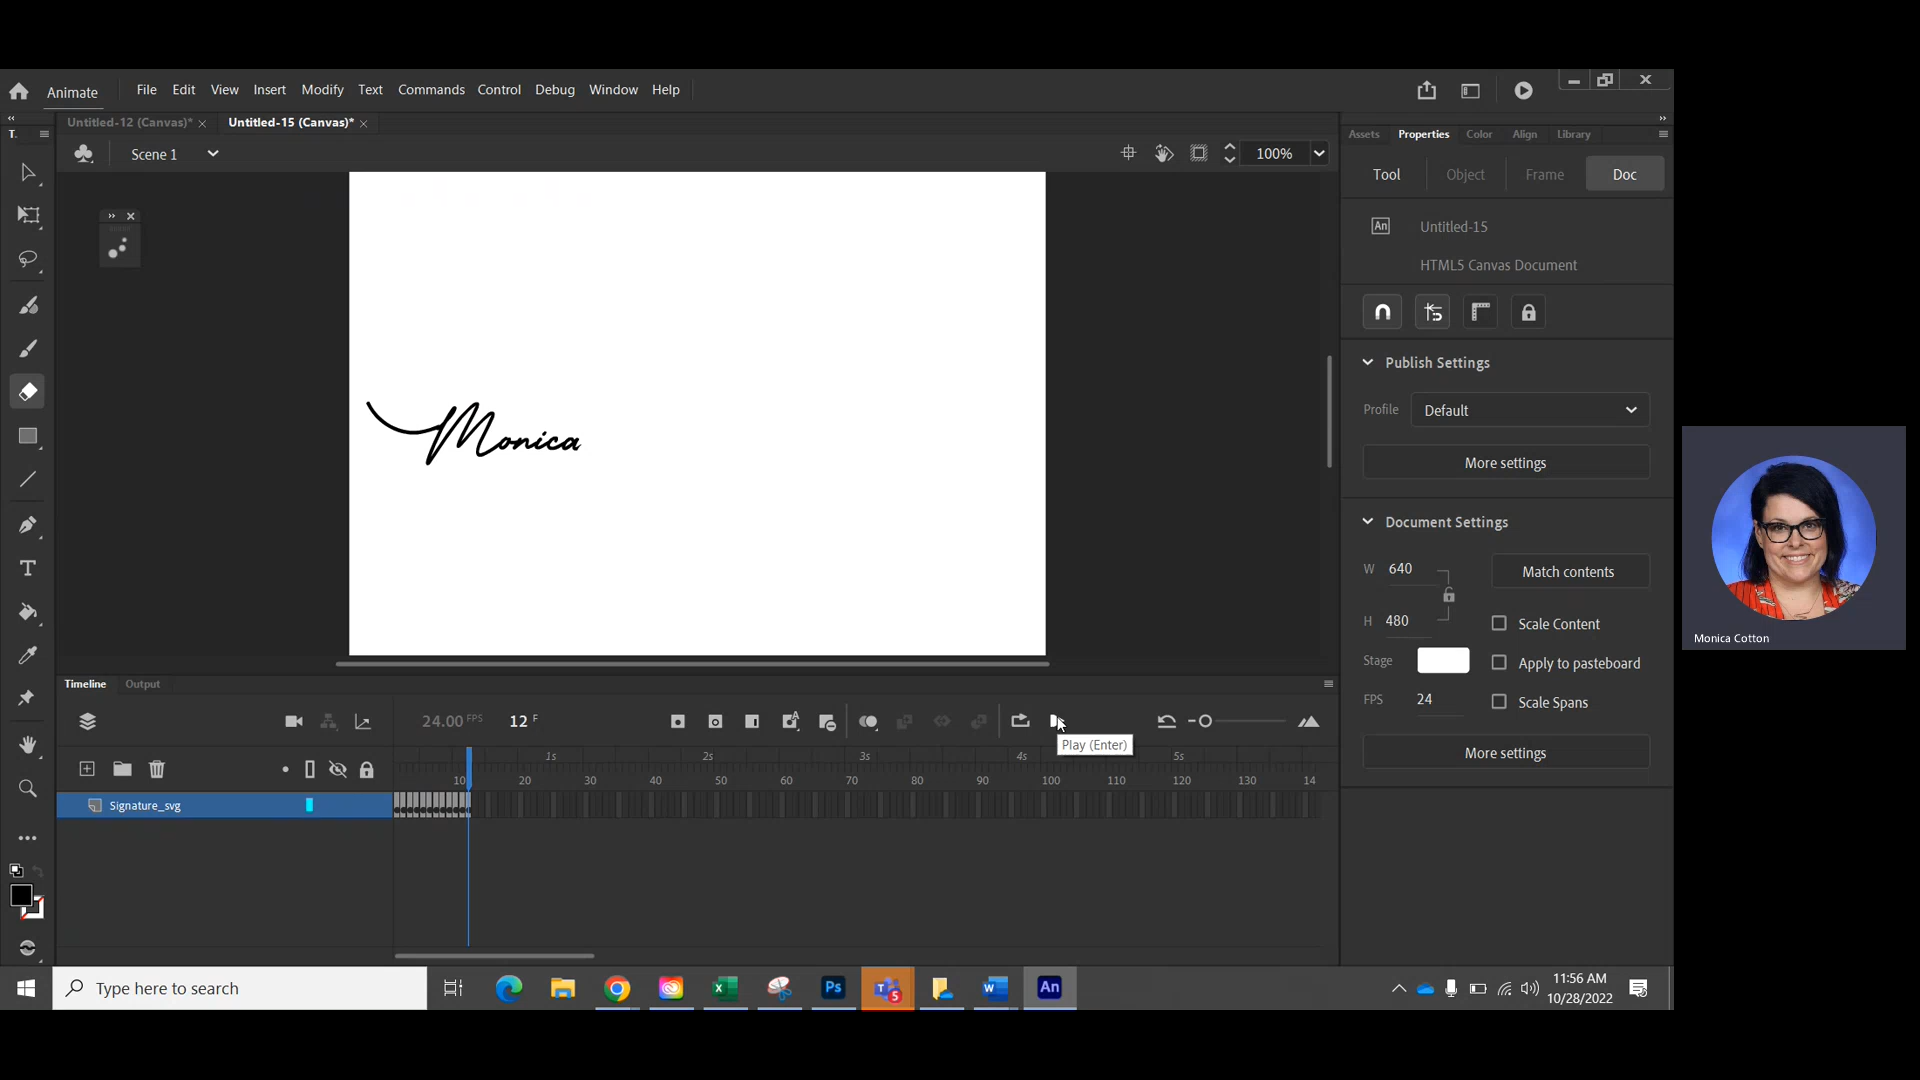 Animate File Edit View Insert Modify Text Commands Control Debug Window Help
Untitled-12 (Canvas)* Untitled-15 (Canvas)*
T.
Assets Properties Color Align Library
Scene 1
100%
Tool Object Frame Doc
An Untitled-15
HTML5 Canvas Document
Publish Settings
Profile Default
More settings
Document Settings
W 640
Match contents
H 480
Scale Content
Stage
Apply to pasteboard
FPS 24
Scale Spans
More settings
Monica
Monica Cotton
Timeline Output
24.00 FPS 12 F
Play (Enter)
1s 2s 3s 4s 5s
10 20 30 40 50 60 70 80 90 100 110 120 130 14
Signature_svg
Type here to search
X Ps 5 W An
11:56 AM
10/28/2022